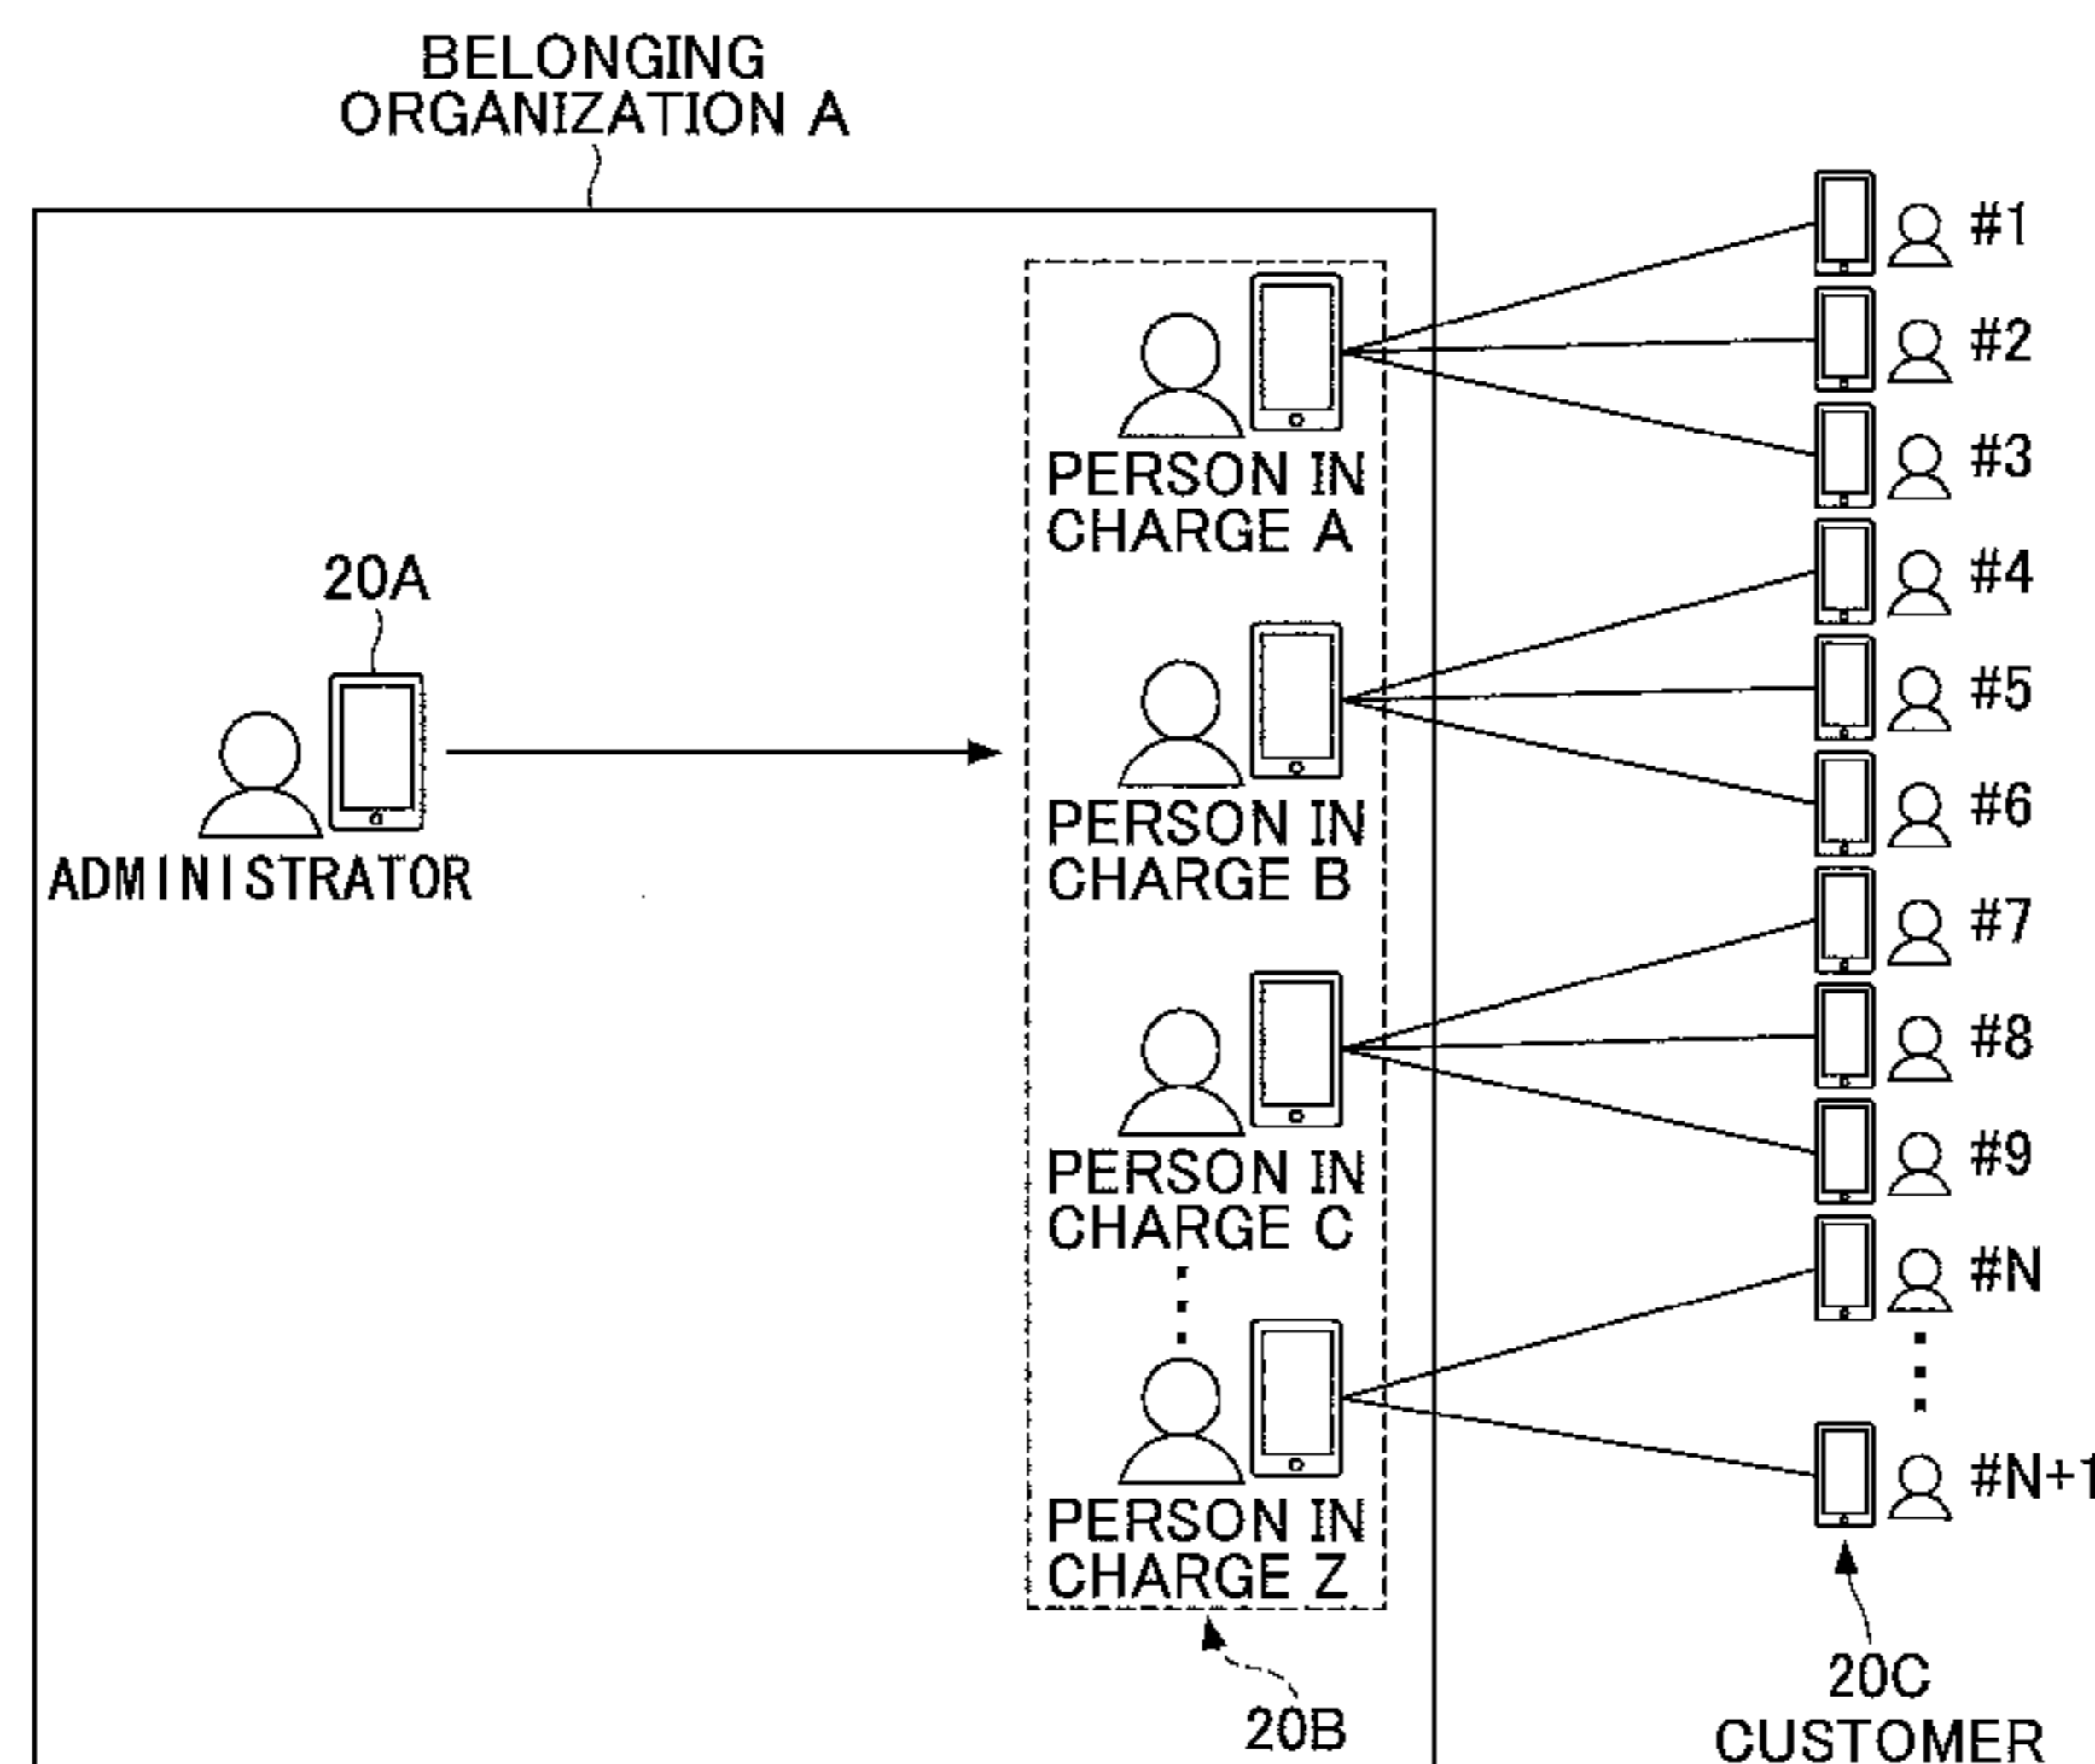 BELONGING
ORGANIZATION A
20A
ADMINISTRATOR
PERSON IN
CHARGE A
PERSON IN
CHARGE B
PERSON IN
CHARGE C
PERSON IN
CHARGE Z
20B
#1
#2
#3
#4
#5
#6
#7
#8
#9
#N
#N+1
20C
CUSTOMER